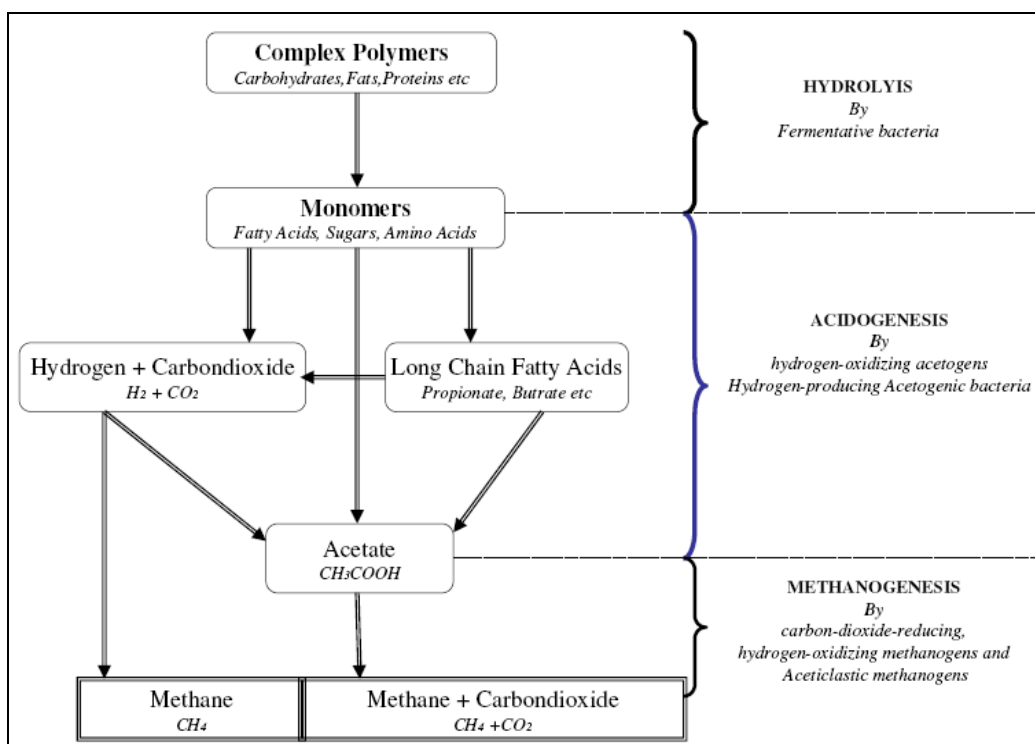 Complex Polymers
Carbohydrates,Fats,Proteins etc
HYDROLYIS
By
Fermentative bacteria
Monomers
Fatty Acids, Sugars, Amino Acids
Hydrogen + Carbondioxide
H₂ + CO₂
Long Chain Fatty Acids
Propionate, Butrate etc
ACIDOGENESIS
By
hydrogen-oxidizing acetogens
Hydrogen-producing Acetogenic bacteria
Acetate
CH₃COOH
METHANOGENESIS
By
carbon-dioxide-reducing,
hydrogen-oxidizing methanogens and
Aceticlastic methanogens
Methane
CH₄
Methane + Carbondioxide
CH₄ +CO₂